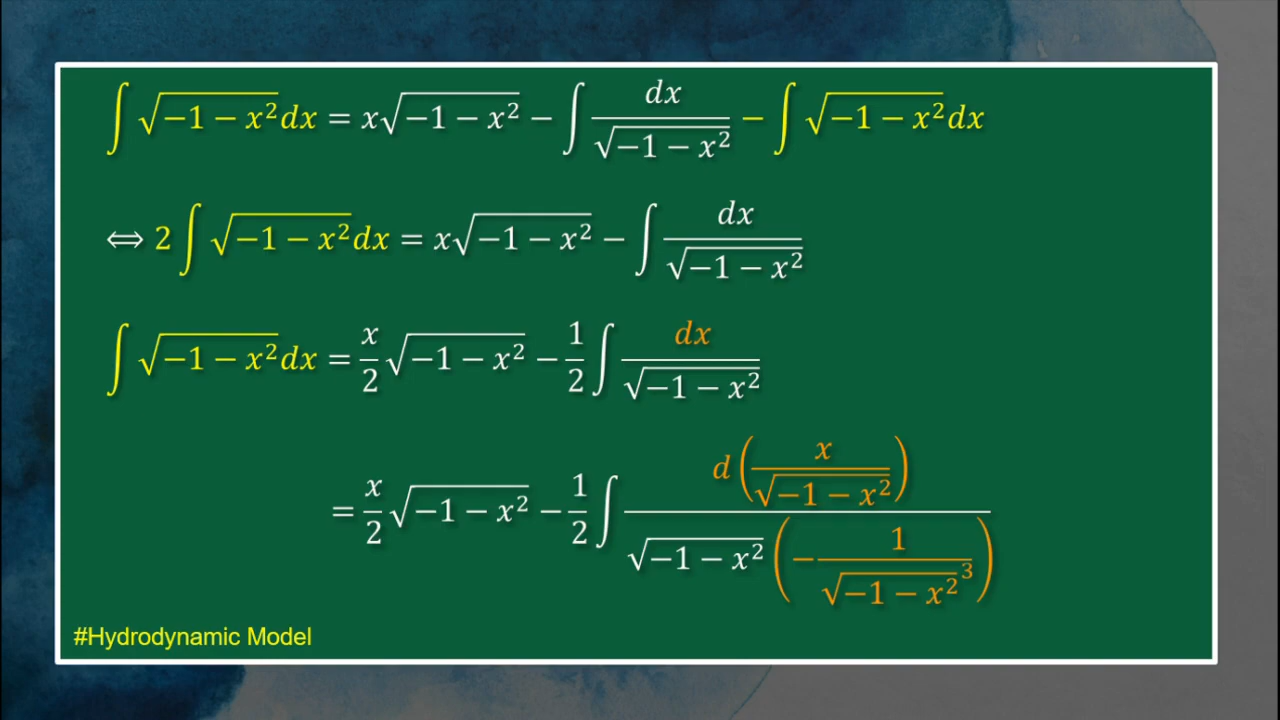 ∫ √(−1 − x²) dx = x√(−1 − x²) − ∫ dx/√(−1 − x²) − ∫ √(−1 − x²) dx
⟺ 2 ∫ √(−1 − x²) dx = x√(−1 − x²) − ∫ dx/√(−1 − x²)
∫ √(−1 − x²) dx = x/2 √(−1 − x²) − 1/2 ∫ dx/√(−1 − x²)
= x/2 √(−1 − x²) − 1/2 ∫ d(x/√(−1 − x²)) / (√(−1 − x²) (−1/√(−1 − x²)³))
#Hydrodynamic Model